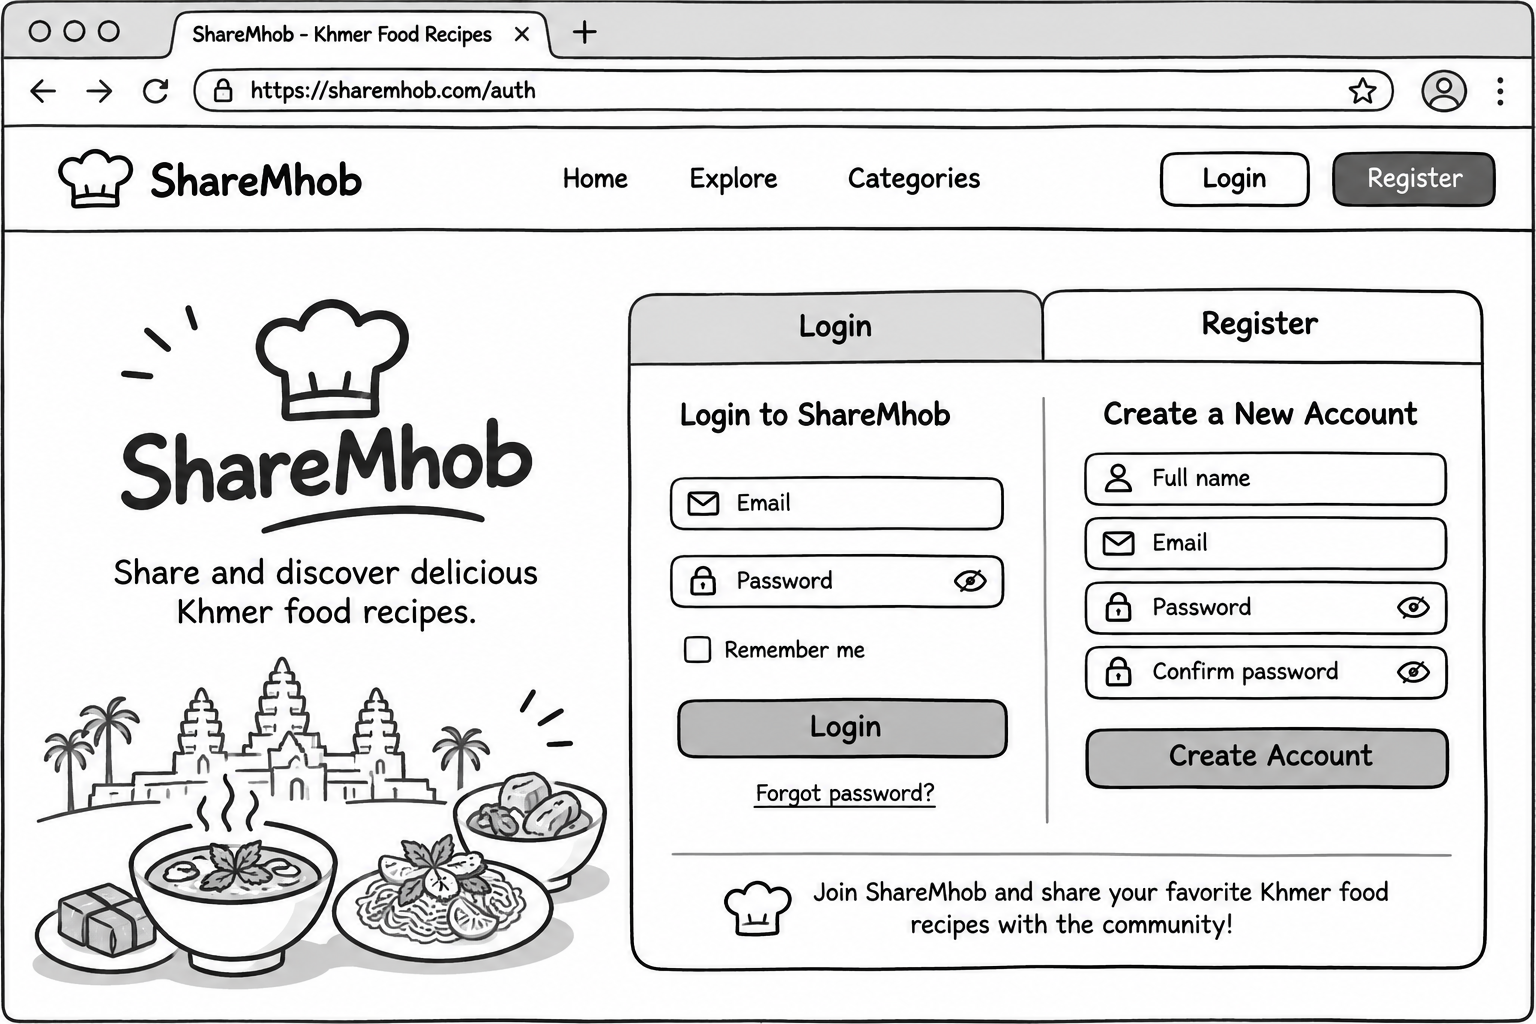 ShareMhob - Khmer Food Recipes
https://sharemhob.com/auth
ShareMhob
Home
Explore
Categories
Login
Register
ShareMhob
Share and discover delicious
Khmer food recipes.
Login
Register
Login to ShareMhob
Email
Password
Remember me
Login
Forgot password?
Create a New Account
Full name
Email
Password
Confirm password
Create Account
Join ShareMhob and share your favorite Khmer food
recipes with the community!